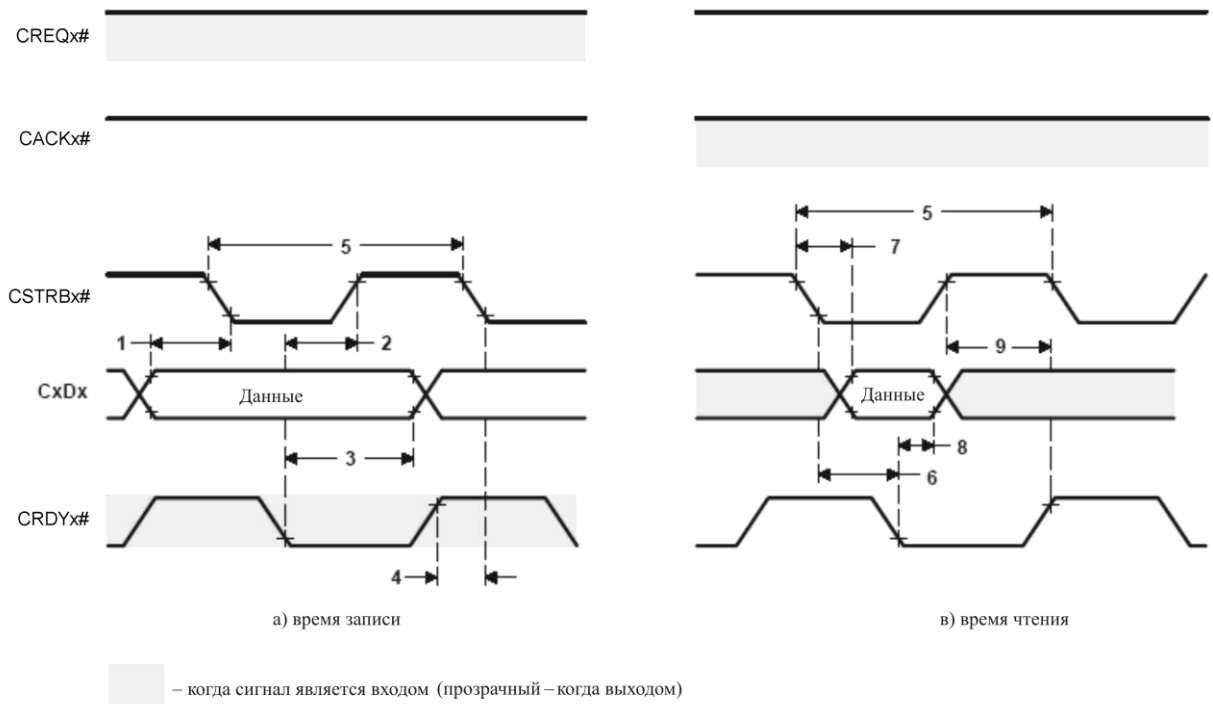 CREQx#
CACKx#
5
5
7
CSTRBx#
1
2
9
CxDx
Данные
Данные
3
8
6
CRDYx#
4
а) время записи
в) время чтения
– когда сигнал является входом (прозрачный – когда выходом)